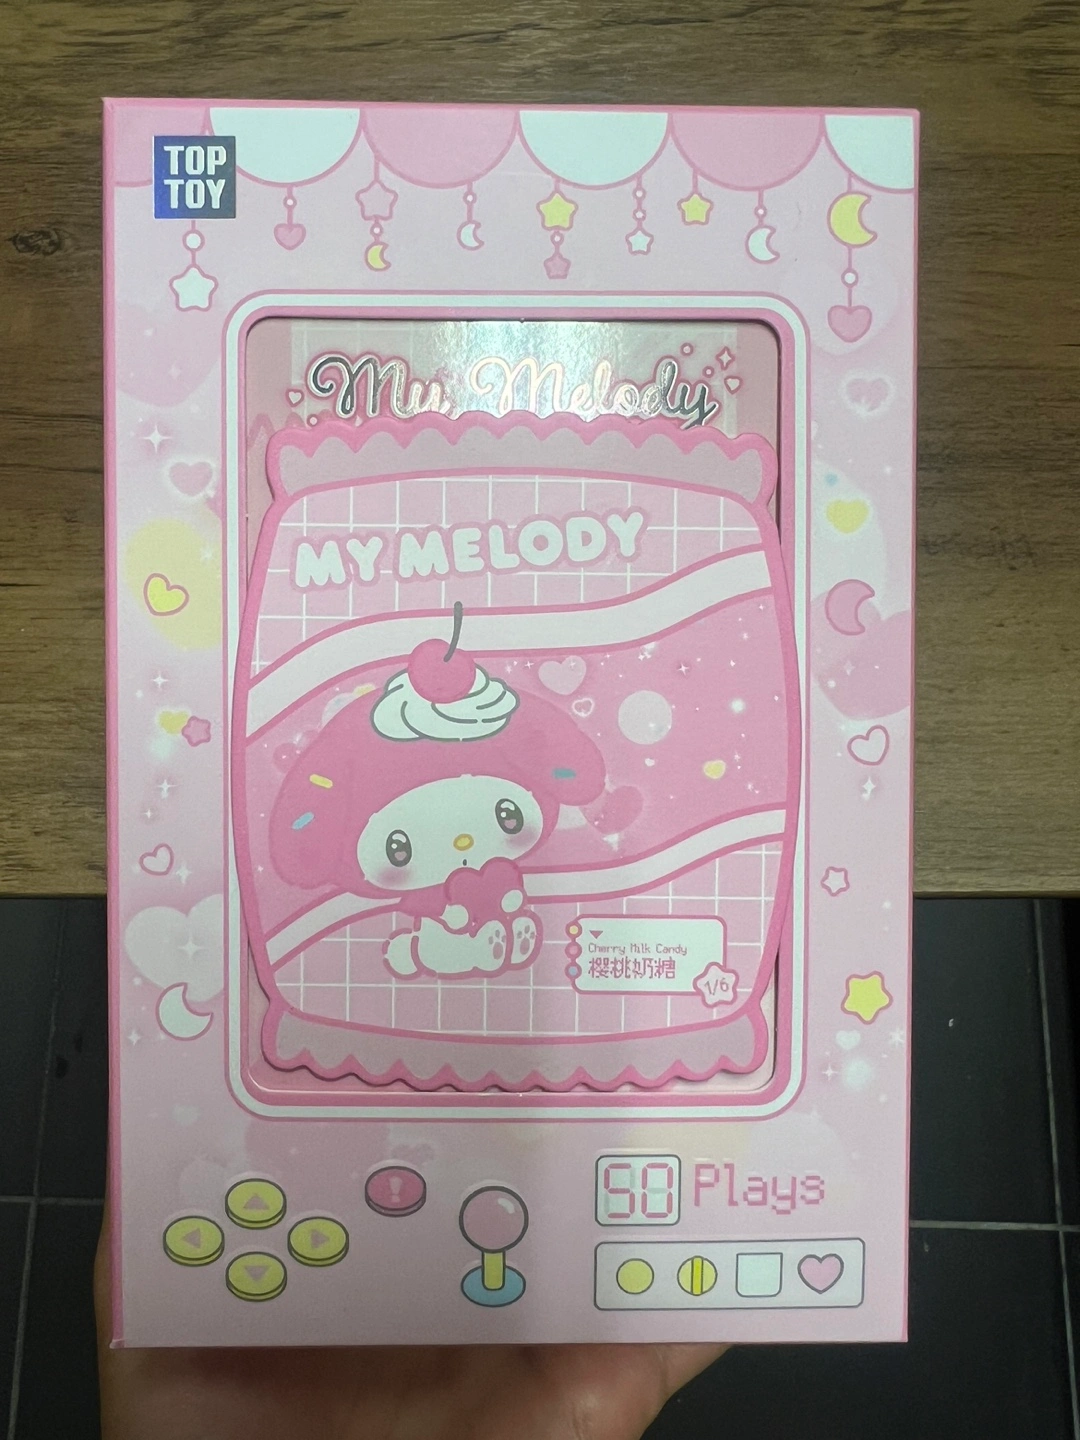 TOP
TOY
My Melody
MY MELODY
Cherry Milk Candy
樱桃奶糖
1/6
50 Plays